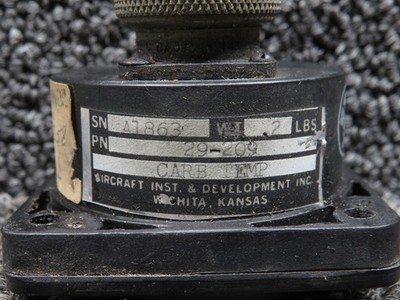 SN A1863 WT .2 LBS
PN 29-209
CARB TEMP
AIRCRAFT INST. & DEVELOPMENT INC.
WICHITA, KANSAS